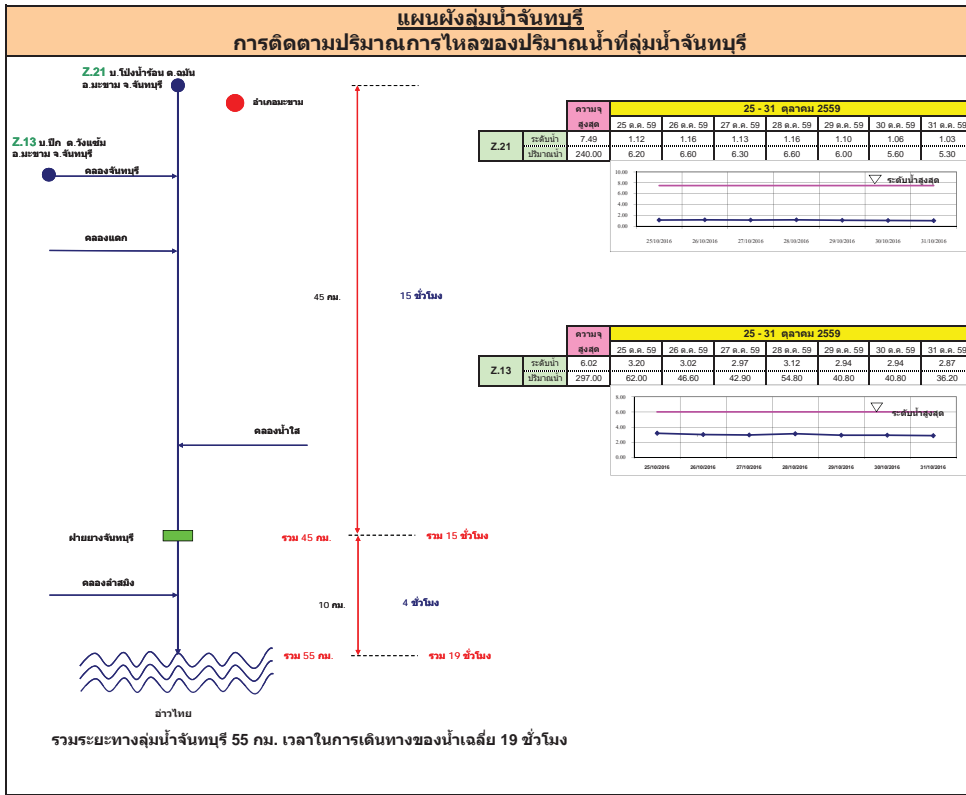 แผนผังลุ่มน้ำจันทบุรี
การติดตามปริมาณการไหลของปริมาณน้ำที่ลุ่มน้ำจันทบุรี
Z.21 บ.โป่งน้ำร้อน ต.ฉมัน
อ.มะขาม จ.จันทบุรี
อำเภอมะขาม
Z.13 บ.ปึก ต.วังแซ้ม
อ.มะขาม จ.จันทบุรี
คลองจันทบุรี
คลองแตก
45 กม.
15 ชั่วโมง
คลองน้ำใส
ฝายยางจันทบุรี
รวม 45 กม.
รวม 15 ชั่วโมง
คลองลำสมิง
10 กม.
4 ชั่วโมง
รวม 55 กม.
รวม 19 ชั่วโมง
อ่าวไทย
รวมระยะทางลุ่มน้ำจันทบุรี 55 กม. เวลาในการเดินทางของน้ำเฉลี่ย 19 ชั่วโมง
ความจุ 25 - 31 ตุลาคม 2559
สูงสุด 25 ต.ค. 59 26 ต.ค. 59 27 ต.ค. 59 28 ต.ค. 59 29 ต.ค. 59 30 ต.ค. 59 31 ต.ค. 59
Z.21
ระดับน้ำ 7.49 1.12 1.16 1.13 1.16 1.10 1.06 1.03
ปริมาณน้ำ 240.00 6.20 6.60 6.30 6.60 6.00 5.60 5.30
10.00
8.00
6.00
4.00
2.00
0.00
ระดับน้ำสูงสุด
25/10/2016 26/10/2016 27/10/2016 28/10/2016 29/10/2016 30/10/2016 31/10/2016
ความจุ 25 - 31 ตุลาคม 2559
สูงสุด 25 ต.ค. 59 26 ต.ค. 59 27 ต.ค. 59 28 ต.ค. 59 29 ต.ค. 59 30 ต.ค. 59 31 ต.ค. 59
Z.13
ระดับน้ำ 6.02 3.20 3.02 2.97 3.12 2.94 2.94 2.87
ปริมาณน้ำ 297.00 62.00 46.60 42.90 54.80 40.80 40.80 36.20
8.00
6.00
4.00
2.00
0.00
ระดับน้ำสูงสุด
25/10/2016 26/10/2016 27/10/2016 28/10/2016 29/10/2016 30/10/2016 31/10/2016